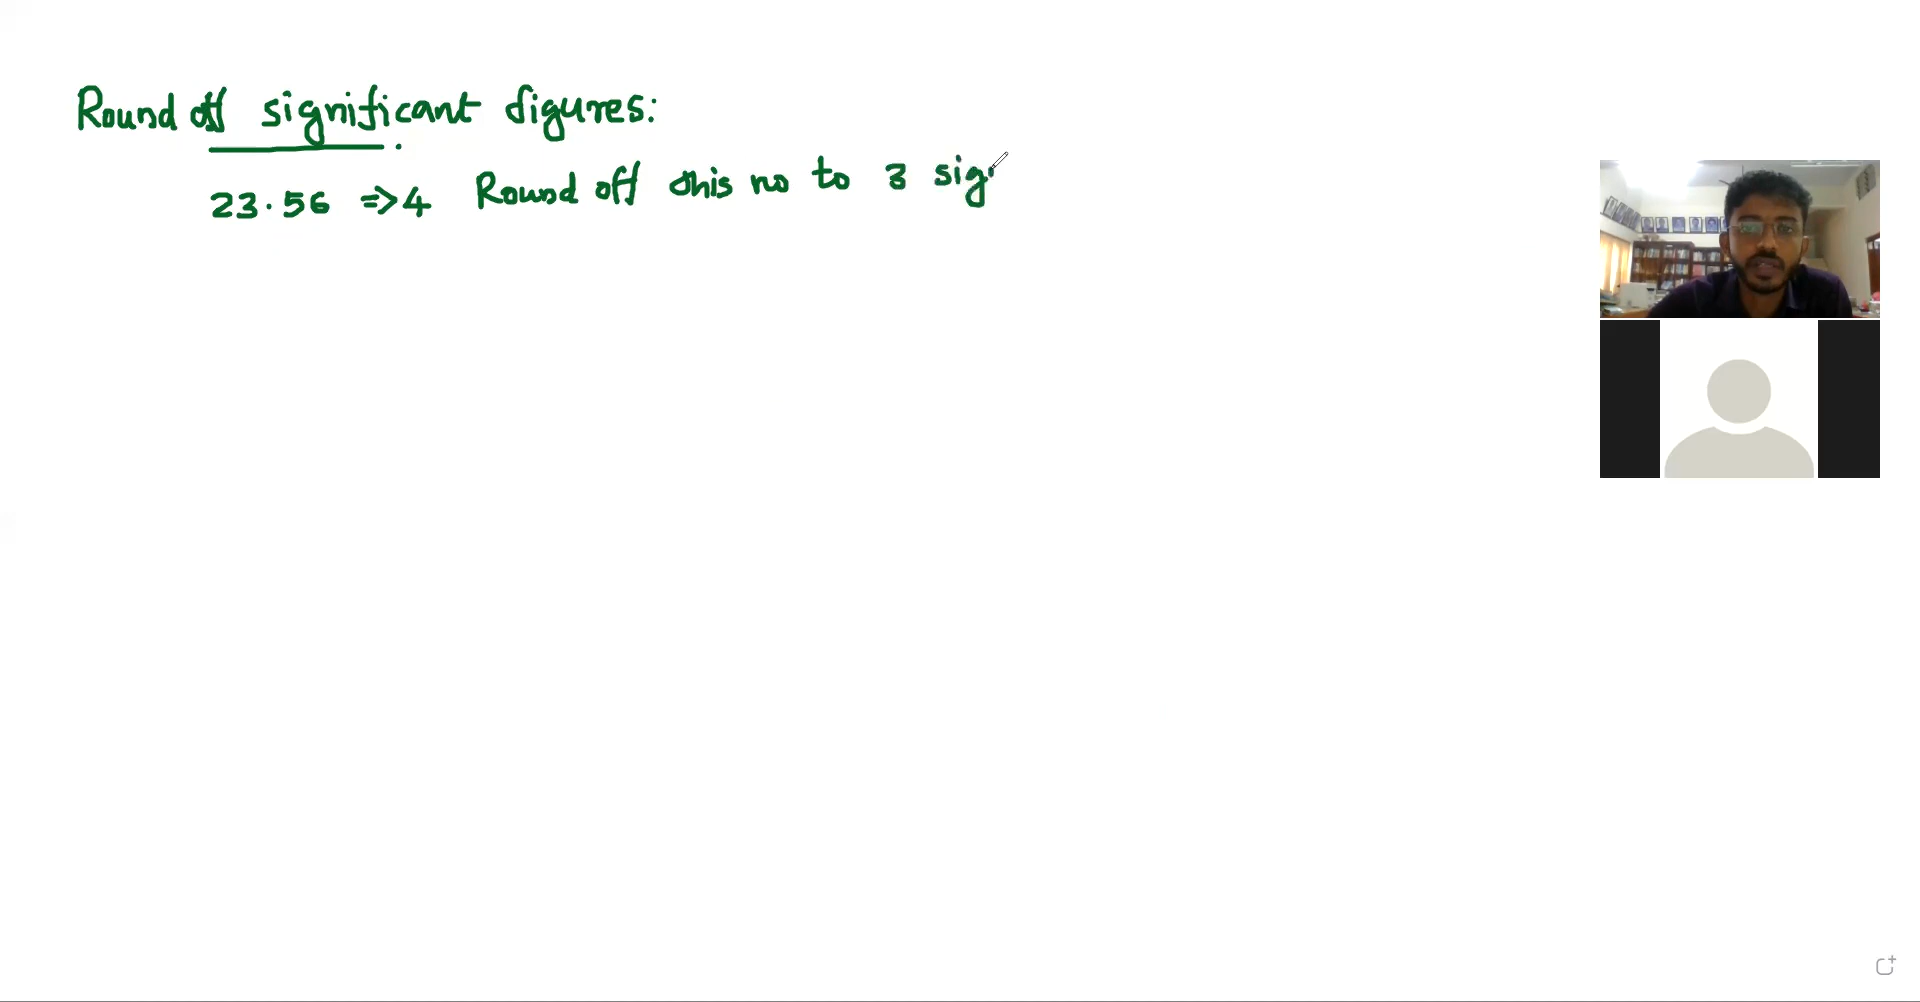 Round off significant figures:
23.56 => 4 Round off this no to 3 sig